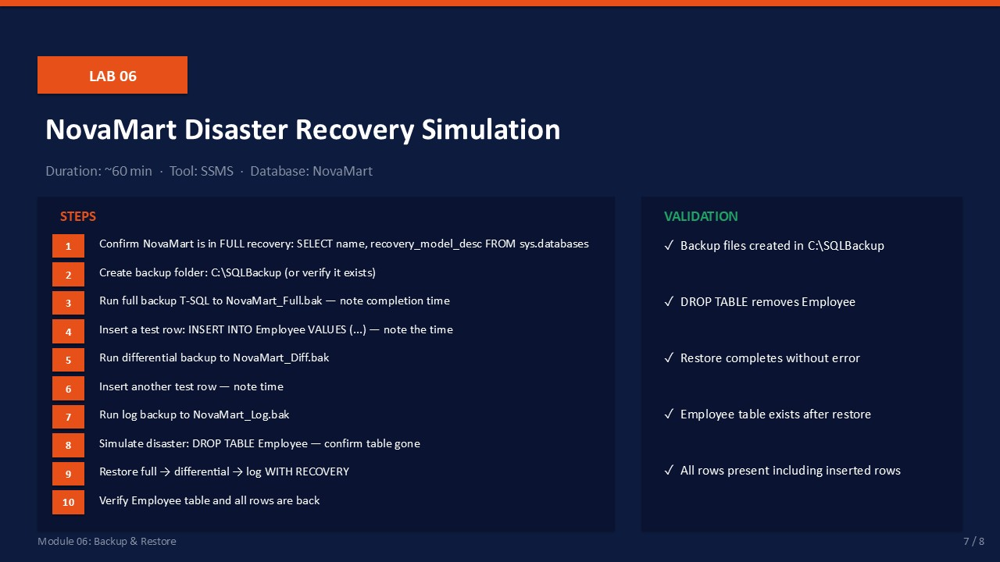 LAB 06
NovaMart Disaster Recovery Simulation
Duration: ~60 min · Tool: SSMS · Database: NovaMart
STEPS
1 Confirm NovaMart is in FULL recovery: SELECT name, recovery_model_desc FROM sys.databases
2 Create backup folder: C:\SQLBackup (or verify it exists)
3 Run full backup T-SQL to NovaMart_Full.bak — note completion time
4 Insert a test row: INSERT INTO Employee VALUES (...) — note the time
5 Run differential backup to NovaMart_Diff.bak
6 Insert another test row — note time
7 Run log backup to NovaMart_Log.bak
8 Simulate disaster: DROP TABLE Employee — confirm table gone
9 Restore full → differential → log WITH RECOVERY
10 Verify Employee table and all rows are back
VALIDATION
✓ Backup files created in C:\SQLBackup
✓ DROP TABLE removes Employee
✓ Restore completes without error
✓ Employee table exists after restore
✓ All rows present including inserted rows
Module 06: Backup & Restore
7 / 8